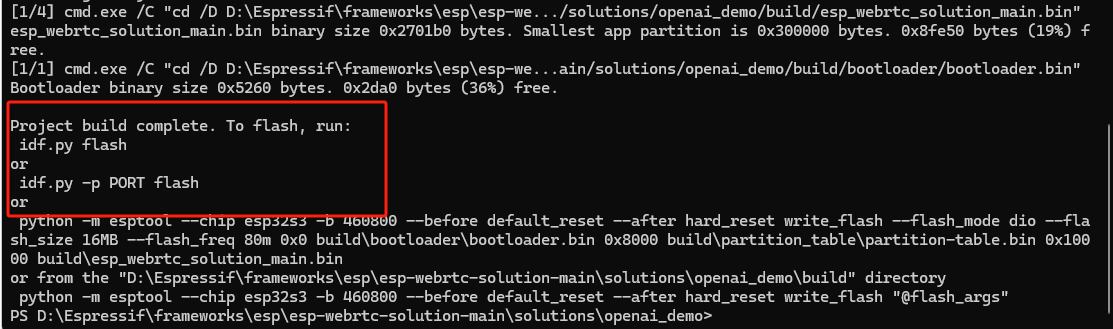 [1/4] cmd.exe /C "cd /D D:\Espressif\frameworks\esp\esp-we.../solutions/openai_demo/build/esp_webrtc_solution_main.bin"
esp_webrtc_solution_main.bin binary size 0x2701b0 bytes. Smallest app partition is 0x300000 bytes. 0x8fe50 bytes (19%) f
ree.
[1/1] cmd.exe /C "cd /D D:\Espressif\frameworks\esp\esp-we...ain/solutions/openai_demo/build/bootloader/bootloader.bin"
Bootloader binary size 0x5260 bytes. 0x2da0 bytes (36%) free.
Project build complete. To flash, run:
idf.py flash
or
idf.py -p PORT flash
or
python -m esptool --chip esp32s3 -b 460800 --before default_reset --after hard_reset write_flash --flash_mode dio --fla
sh_size 16MB --flash_freq 80m 0x0 build\bootloader\bootloader.bin 0x8000 build\partition_table\partition-table.bin 0x100
00 build\esp_webrtc_solution_main.bin
or from the "D:\Espressif\frameworks\esp\esp-webrtc-solution-main\solutions\openai_demo\build" directory
python -m esptool --chip esp32s3 -b 460800 --before default_reset --after hard_reset write_flash "@flash_args"
PS D:\Espressif\frameworks\esp\esp-webrtc-solution-main\solutions\openai_demo>